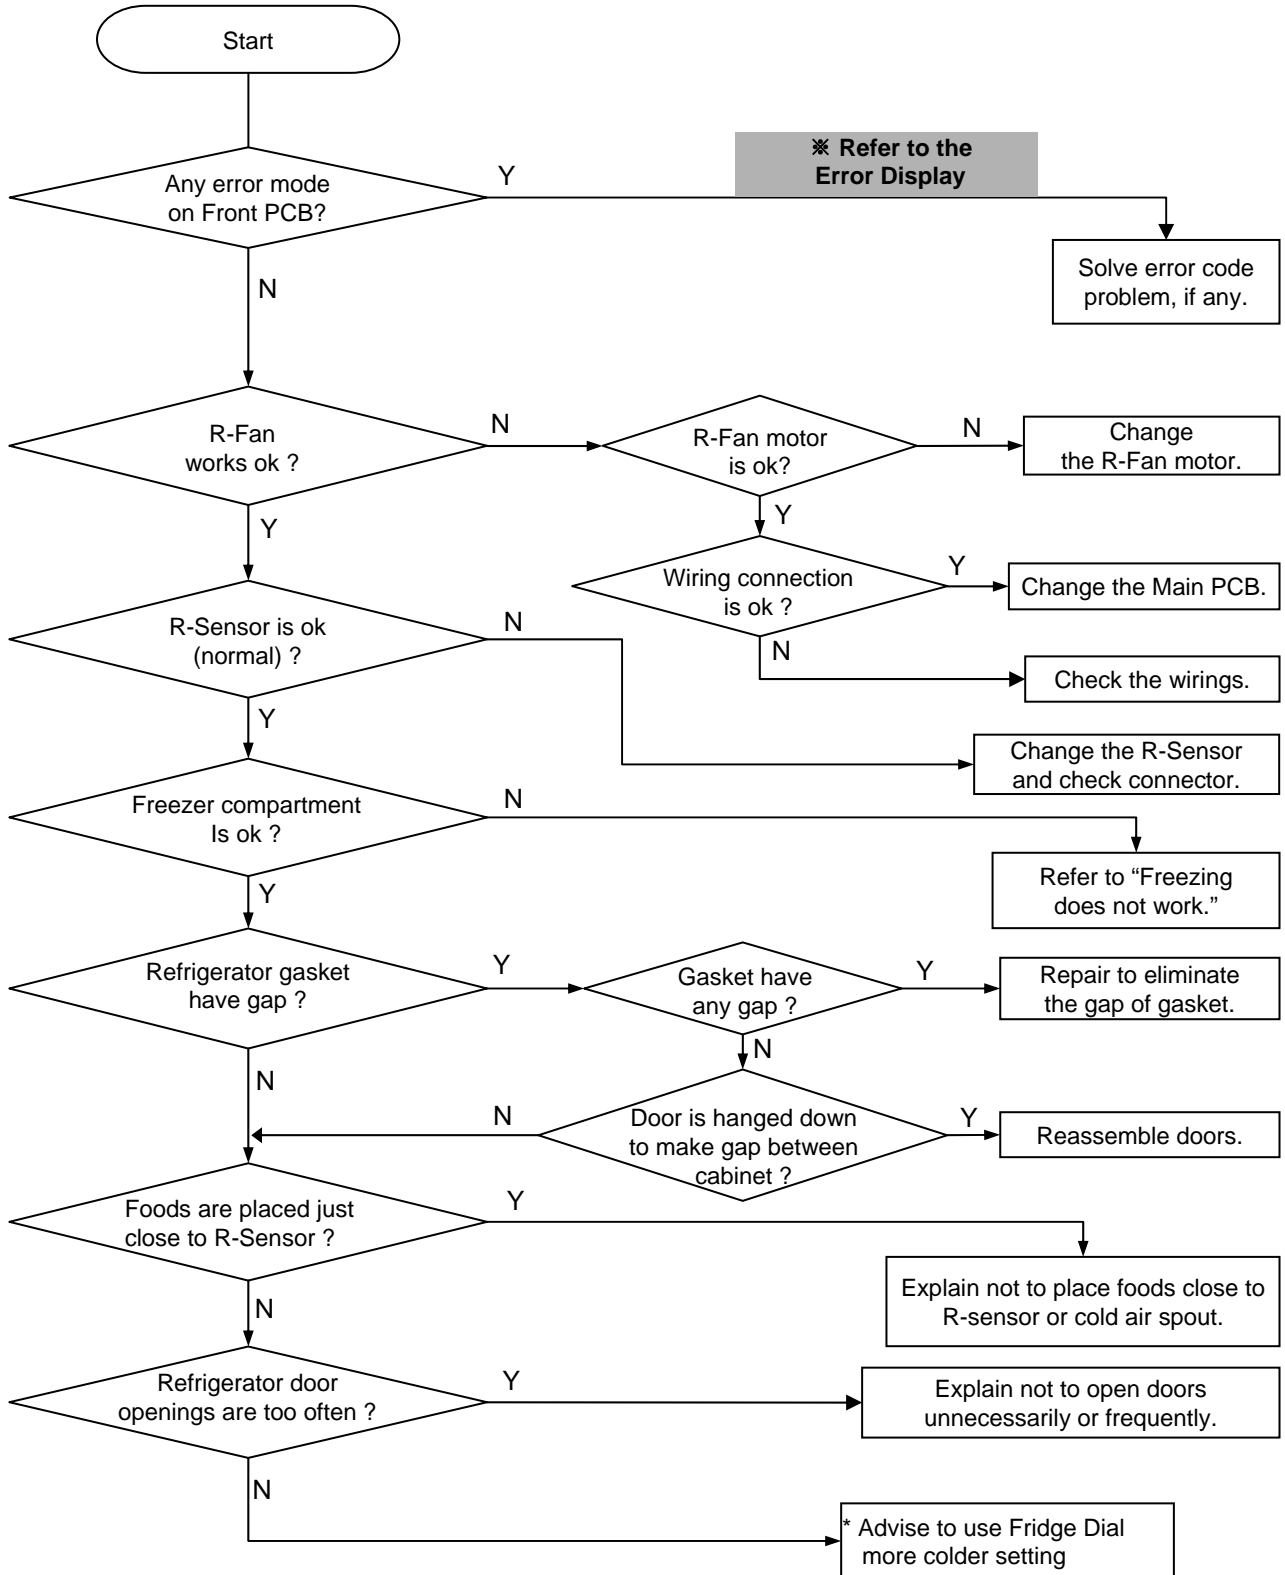 Start
Any error mode
on Front PCB?
Y
※ Refer to the
Error Display
Solve error code
problem, if any.
N
R-Fan
works ok ?
N
R-Fan motor
is ok?
N
Change
the R-Fan motor.
Y
Y
Wiring connection
is ok ?
Y
Change the Main PCB.
N
Check the wirings.
R-Sensor is ok
(normal) ?
N
Change the R-Sensor
and check connector.
Y
Freezer compartment
Is ok ?
N
Refer to “Freezing
does not work.”
Y
Refrigerator gasket
have gap ?
Y
Gasket have
any gap ?
Y
Repair to eliminate
the gap of gasket.
N
N
Door is hanged down
to make gap between
cabinet ?
N
Y
Reassemble doors.
Foods are placed just
close to R-Sensor ?
Y
Explain not to place foods close to
R-sensor or cold air spout.
N
Refrigerator door
openings are too often ?
Y
Explain not to open doors
unnecessarily or frequently.
N
* Advise to use Fridge Dial
more colder setting